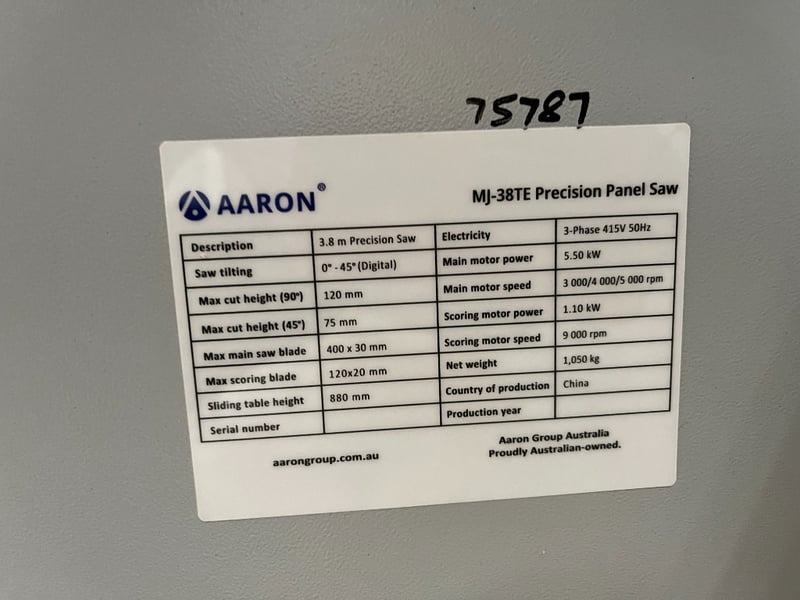 75787
AARON®
MJ-38TE Precision Panel Saw
Description 3.8 m Precision Saw Electricity 3-Phase 415V 50Hz
Saw tilting 0° - 45° (Digital) Main motor power 5.50 kW
Max cut height (90°) 120 mm Main motor speed 3 000/4 000/5 000 rpm
Max cut height (45°) 75 mm Scoring motor power 1.10 kW
Max main saw blade 400 x 30 mm Scoring motor speed 9 000 rpm
Max scoring blade 120x20 mm Net weight 1,050 kg
Sliding table height 880 mm Country of production China
Serial number Production year
aarongroup.com.au
Aaron Group Australia
Proudly Australian-owned.